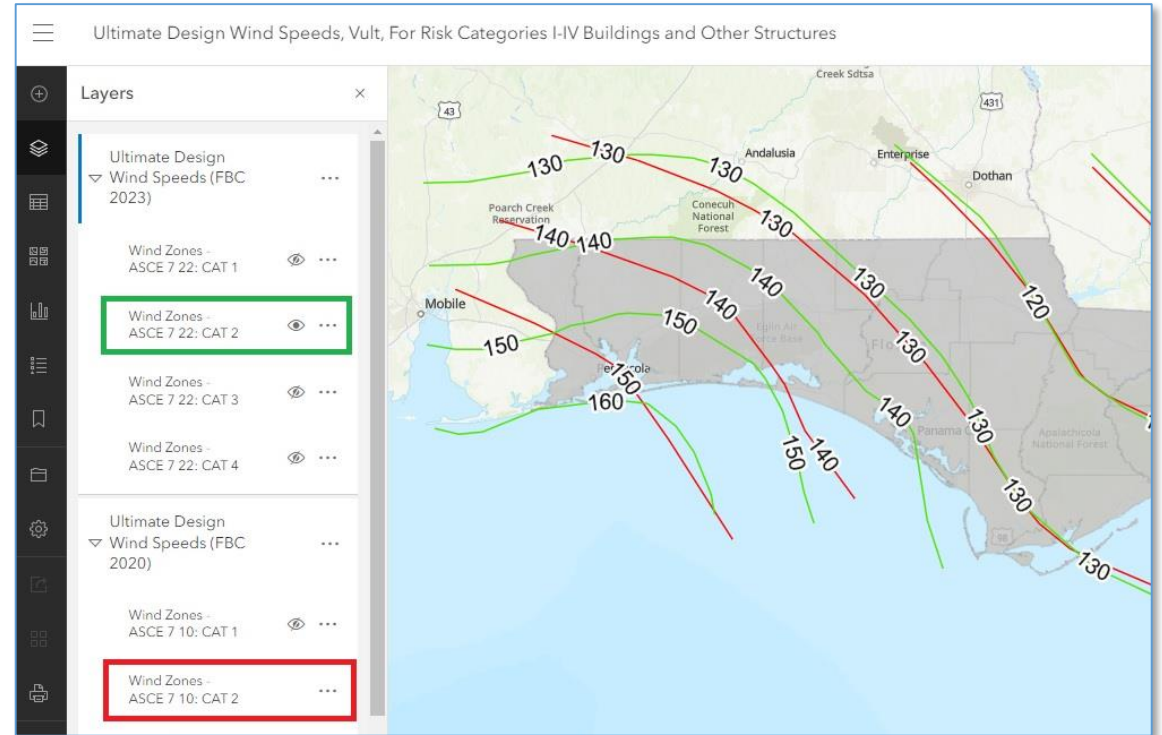 Ultimate Design Wind Speeds, Vult, For Risk Categories I-IV Buildings and Other Structures
Layers
Ultimate Design
Wind Speeds (FBC
2023)
Wind Zones -
ASCE 7 22: CAT 1
Wind Zones -
ASCE 7 22: CAT 2
Wind Zones -
ASCE 7 22: CAT 3
Wind Zones -
ASCE 7 22: CAT 4
Ultimate Design
Wind Speeds (FBC
2020)
Wind Zones -
ASCE 7 10: CAT 1
Wind Zones -
ASCE 7 10: CAT 2
Creek Sdtsa
43
431
130
130
130
Andalusia
Enterprise
Dothan
Poarch Creek
Reservation
Conecuh
National
Forest
130
140
140
140
130
120
Mobile
140
150
Eglin Air
Force Base
130
150
150
160
140
Panama
130
Apalachicola
National Forest
150
140
130
98
130